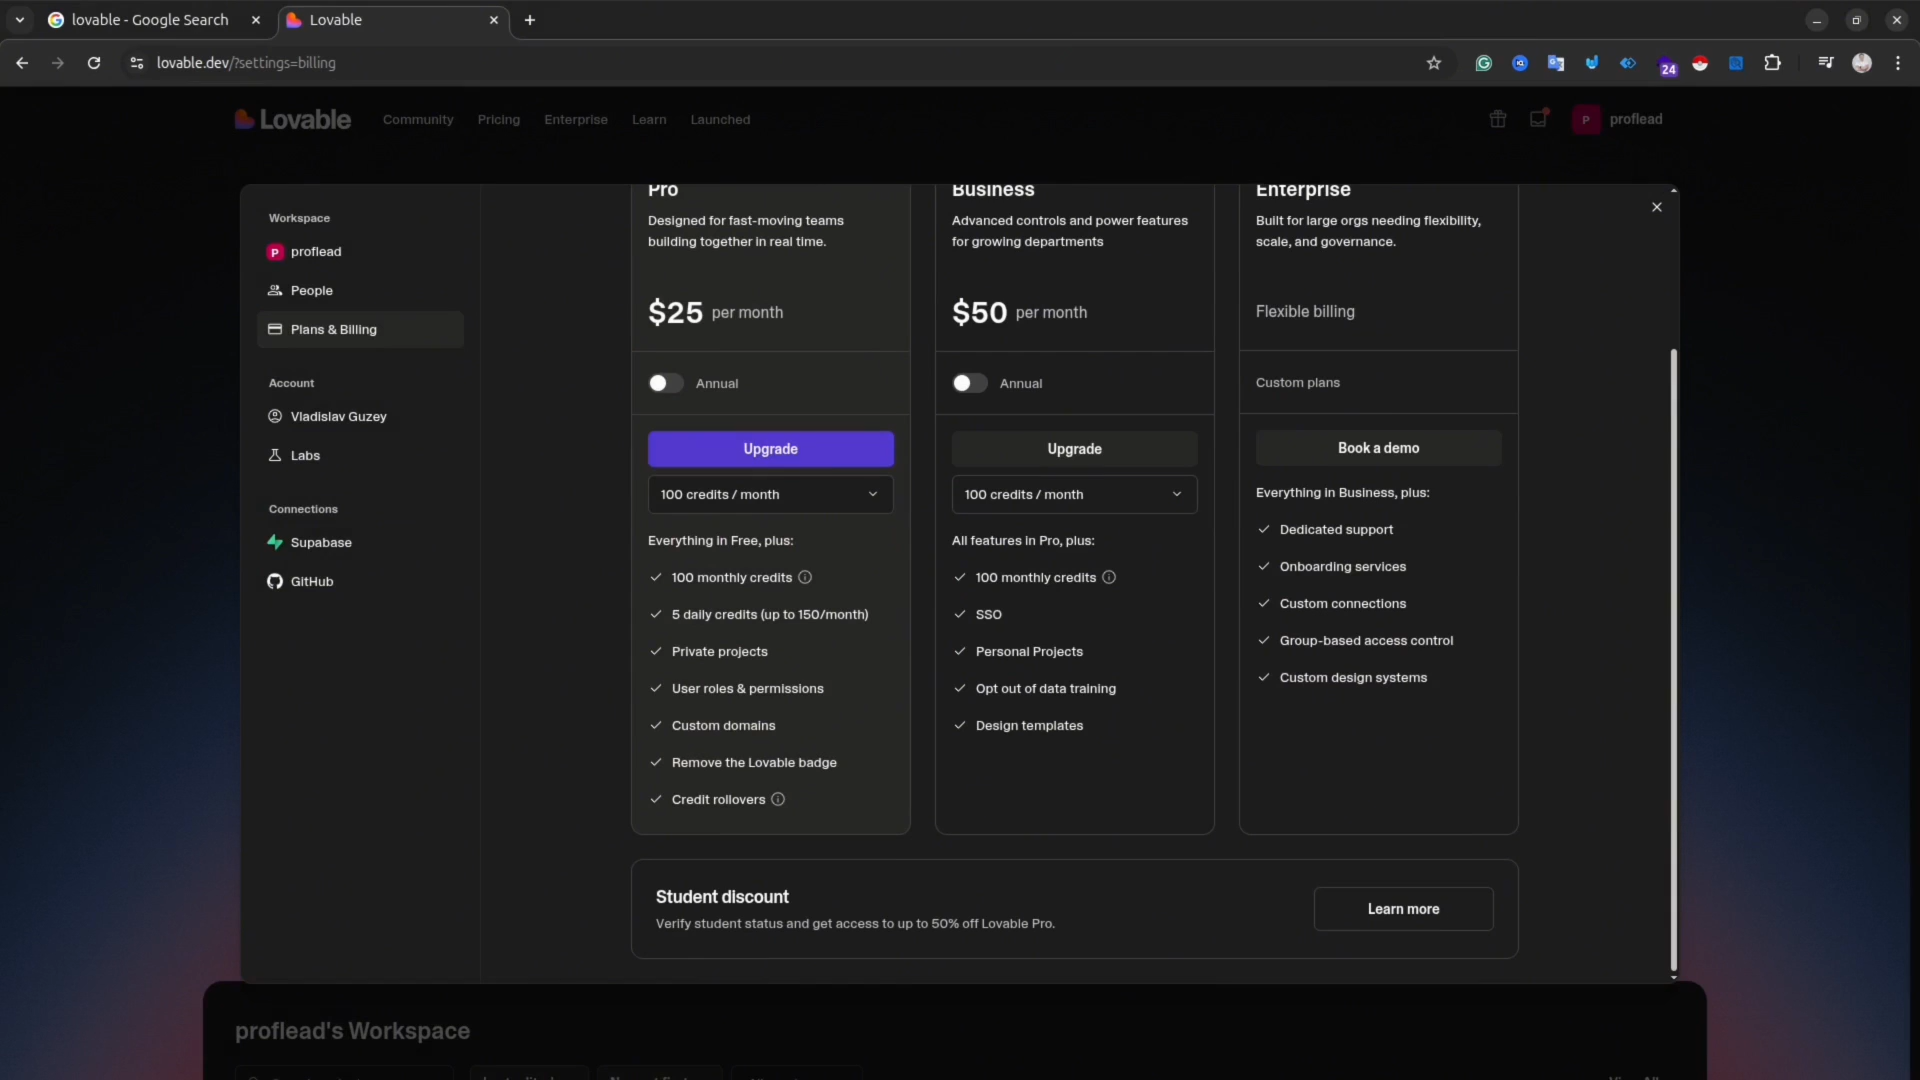 lovable - Google Search
Lovable
lovable.dev/?settings=billing
24
Lovable
Community
Pricing
Enterprise
Learn
Launched
P
proflead
Workspace
P proflead
People
Plans & Billing
Account
Vladislav Guzey
Labs
Connections
Supabase
GitHub
Pro
Designed for fast-moving teams
building together in real time.
$25 per month
Annual
Upgrade
100 credits / month
Everything in Free, plus:
100 monthly credits
5 daily credits (up to 150/month)
Private projects
User roles & permissions
Custom domains
Remove the Lovable badge
Credit rollovers
Business
Advanced controls and power features
for growing departments
$50 per month
Annual
Upgrade
100 credits / month
All features in Pro, plus:
100 monthly credits
SSO
Personal Projects
Opt out of data training
Design templates
Enterprise
Built for large orgs needing flexibility,
scale, and governance.
Flexible billing
Custom plans
Book a demo
Everything in Business, plus:
Dedicated support
Onboarding services
Custom connections
Group-based access control
Custom design systems
Student discount
Verify student status and get access to up to 50% off Lovable Pro.
Learn more
proflead's Workspace